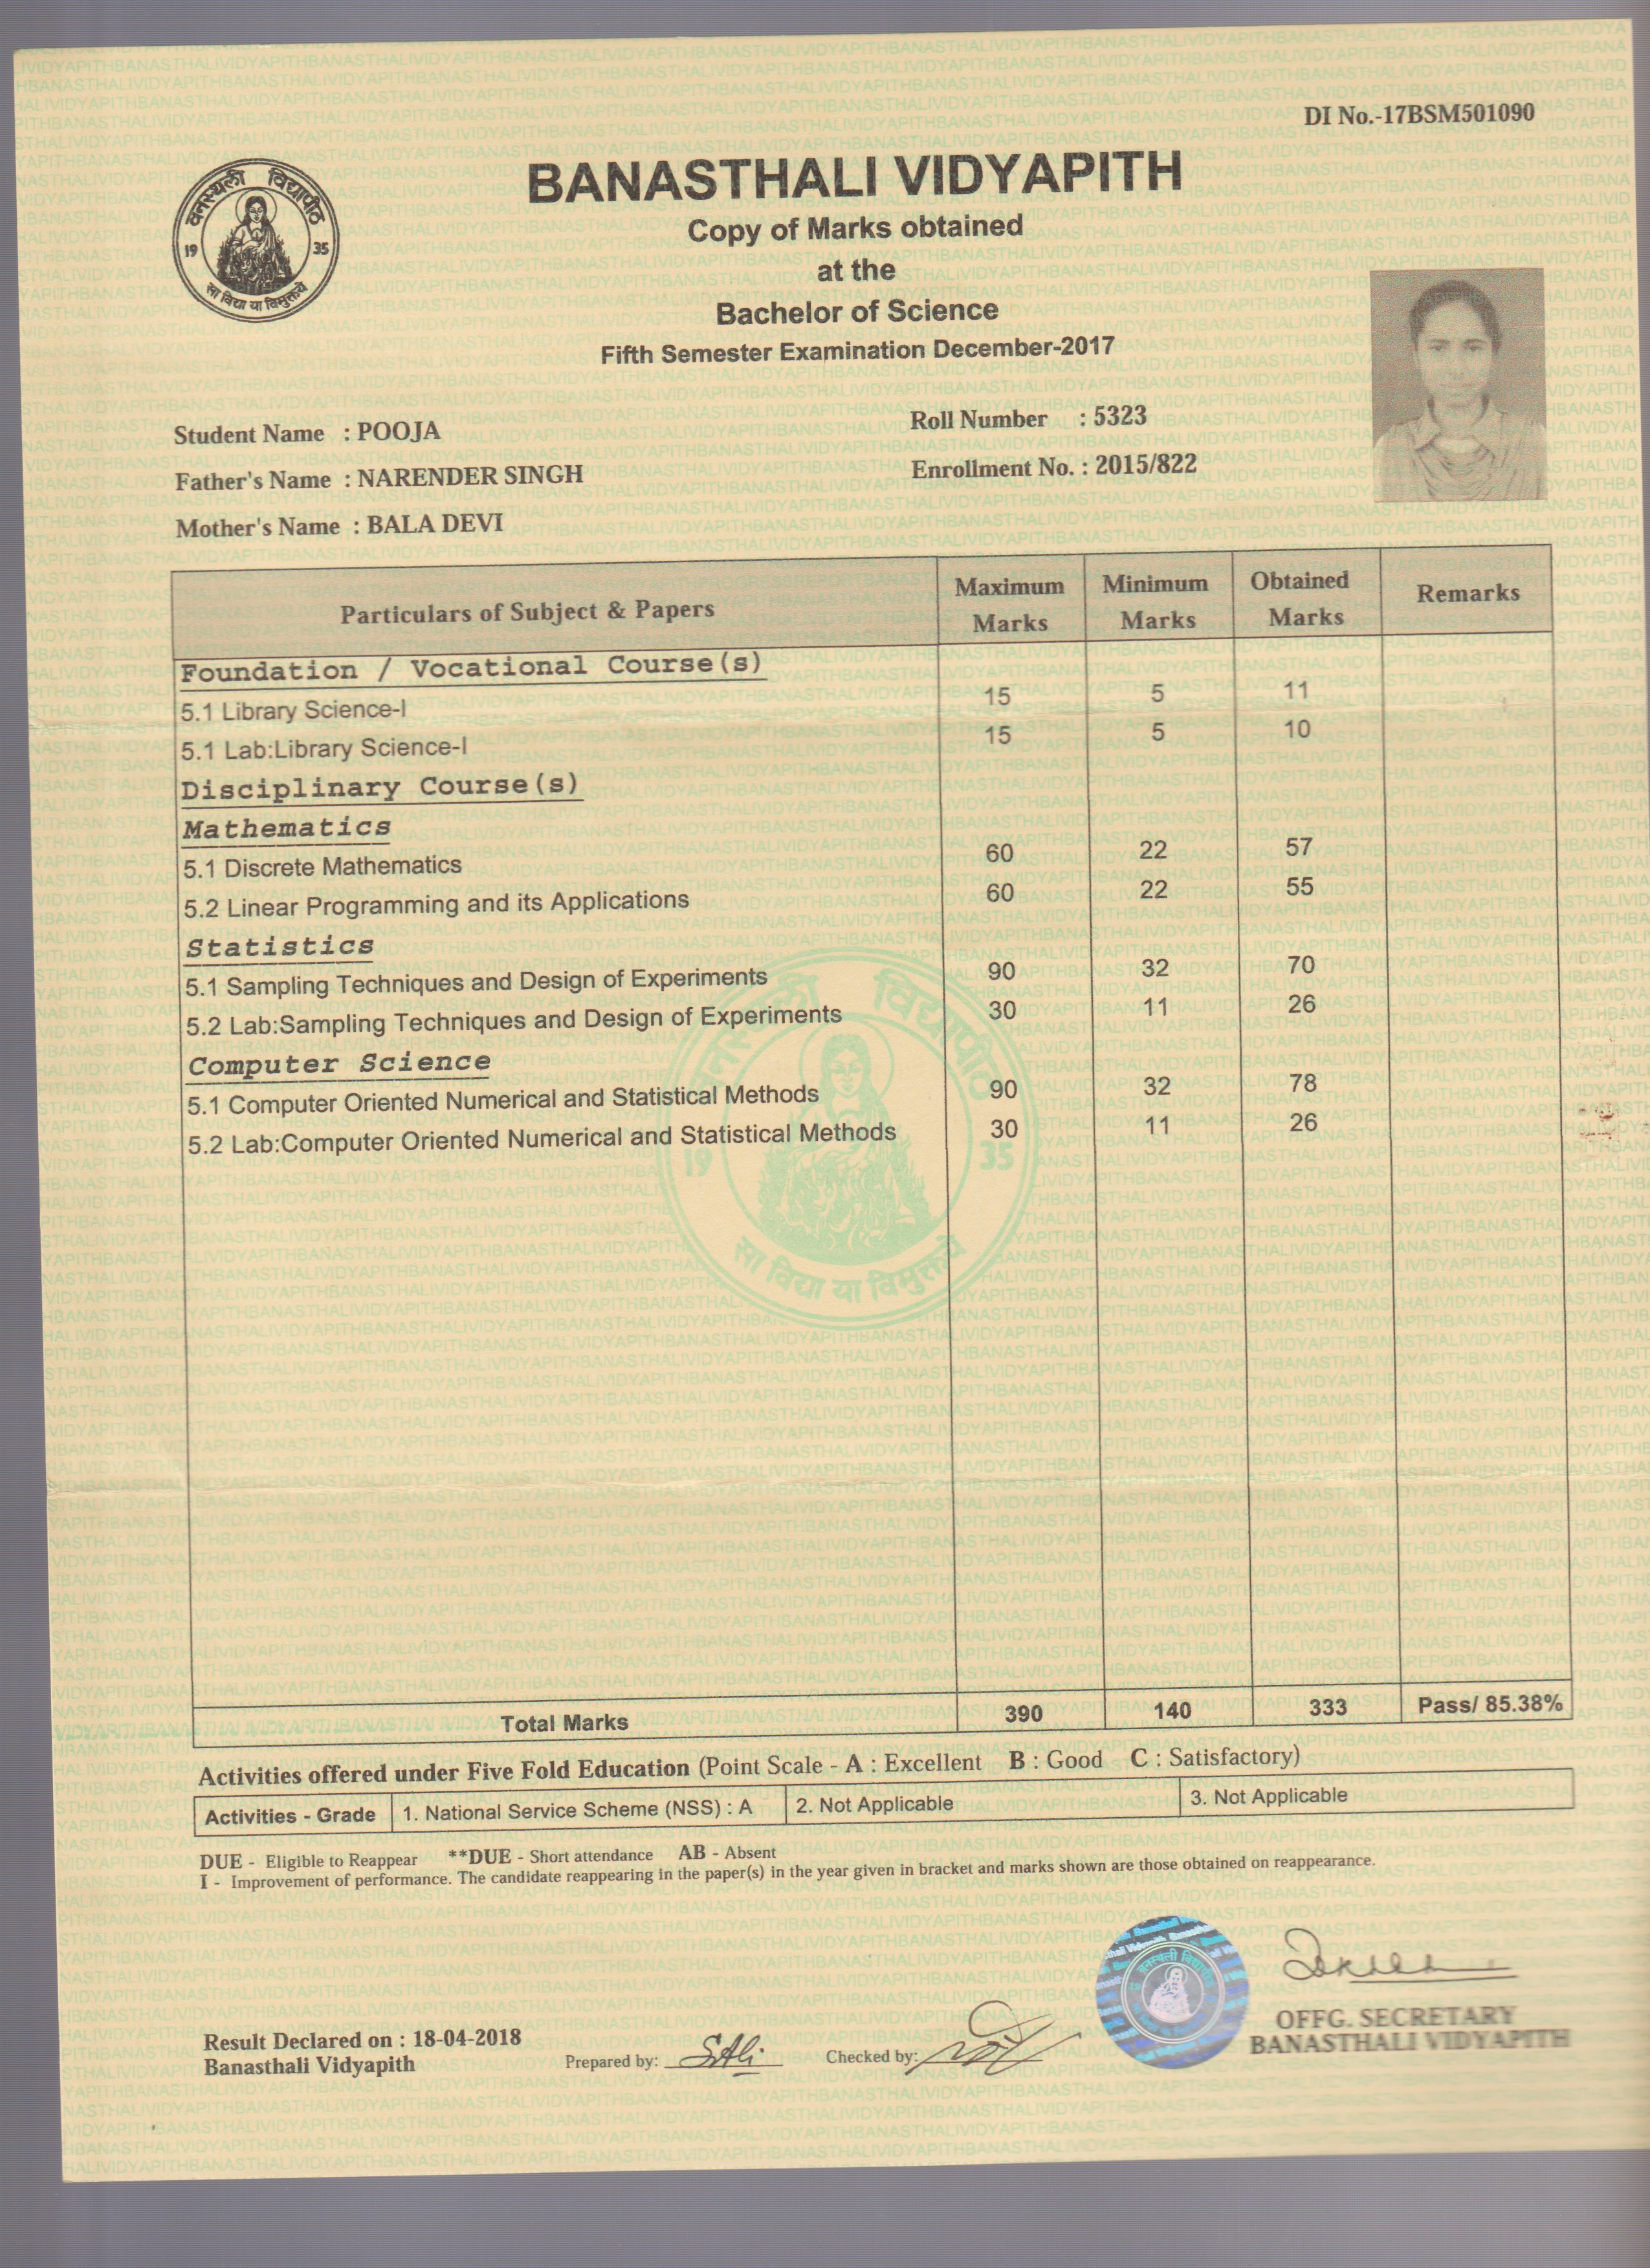 DI No.-17BSM501090
वनस्थली विद्यापीठ
19 35
सा विद्या या विमुक्तये
BANASTHALI VIDYAPITH
Copy of Marks obtained
at the
Bachelor of Science
Fifth Semester Examination December-2017
Student Name : POOJA Roll Number : 5323
Father's Name : NARENDER SINGH Enrollment No. : 2015/822
Mother's Name : BALA DEVI
Particulars of Subject & Papers Maximum Marks Minimum Marks Obtained Marks Remarks
Foundation / Vocational Course(s)
5.1 Library Science-I 15 5 11
5.1 Lab:Library Science-I 15 5 10
Disciplinary Course(s)
Mathematics
5.1 Discrete Mathematics 60 22 57
5.2 Linear Programming and its Applications 60 22 55
Statistics
5.1 Sampling Techniques and Design of Experiments 90 32 70
5.2 Lab:Sampling Techniques and Design of Experiments 30 11 26
Computer Science
5.1 Computer Oriented Numerical and Statistical Methods 90 32 78
5.2 Lab:Computer Oriented Numerical and Statistical Methods 30 11 26
Total Marks 390 140 333 Pass/ 85.38%
Activities offered under Five Fold Education (Point Scale - A : Excellent B : Good C : Satisfactory)
Activities - Grade 1. National Service Scheme (NSS) : A 2. Not Applicable 3. Not Applicable
DUE - Eligible to Reappear **DUE - Short attendance AB - Absent
I - Improvement of performance. The candidate reappearing in the paper(s) in the year given in bracket and marks shown are those obtained on reappearance.
OFFG. SECRETARY
BANASTHALI VIDYAPITH
Result Declared on : 18-04-2018
Banasthali Vidyapith
Prepared by: Checked by: